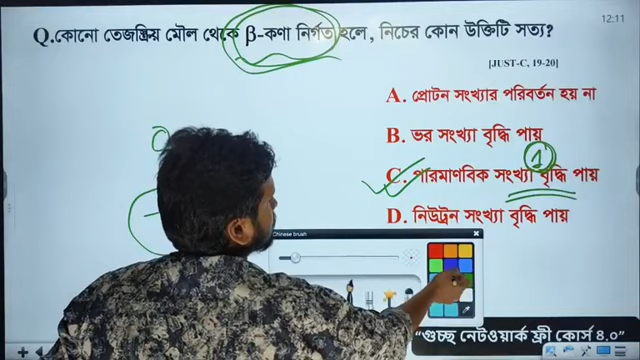 12:11
Q.কোনো তেজস্ক্রিয় মৌল থেকে β-কণা নির্গত হলে, নিচের কোন উক্তিটি সত্য?
[JUST-C, 19-20]
A. প্রোটন সংখ্যার পরিবর্তন হয় না
B. ভর সংখ্যা বৃদ্ধি পায়
1
C. পারমাণবিক সংখ্যা বৃদ্ধি পায়
D. নিউট্রন সংখ্যা বৃদ্ধি পায়
Chinese brush
"গুচ্ছ নেটওয়ার্ক ফ্রী কোর্স ৪.০"